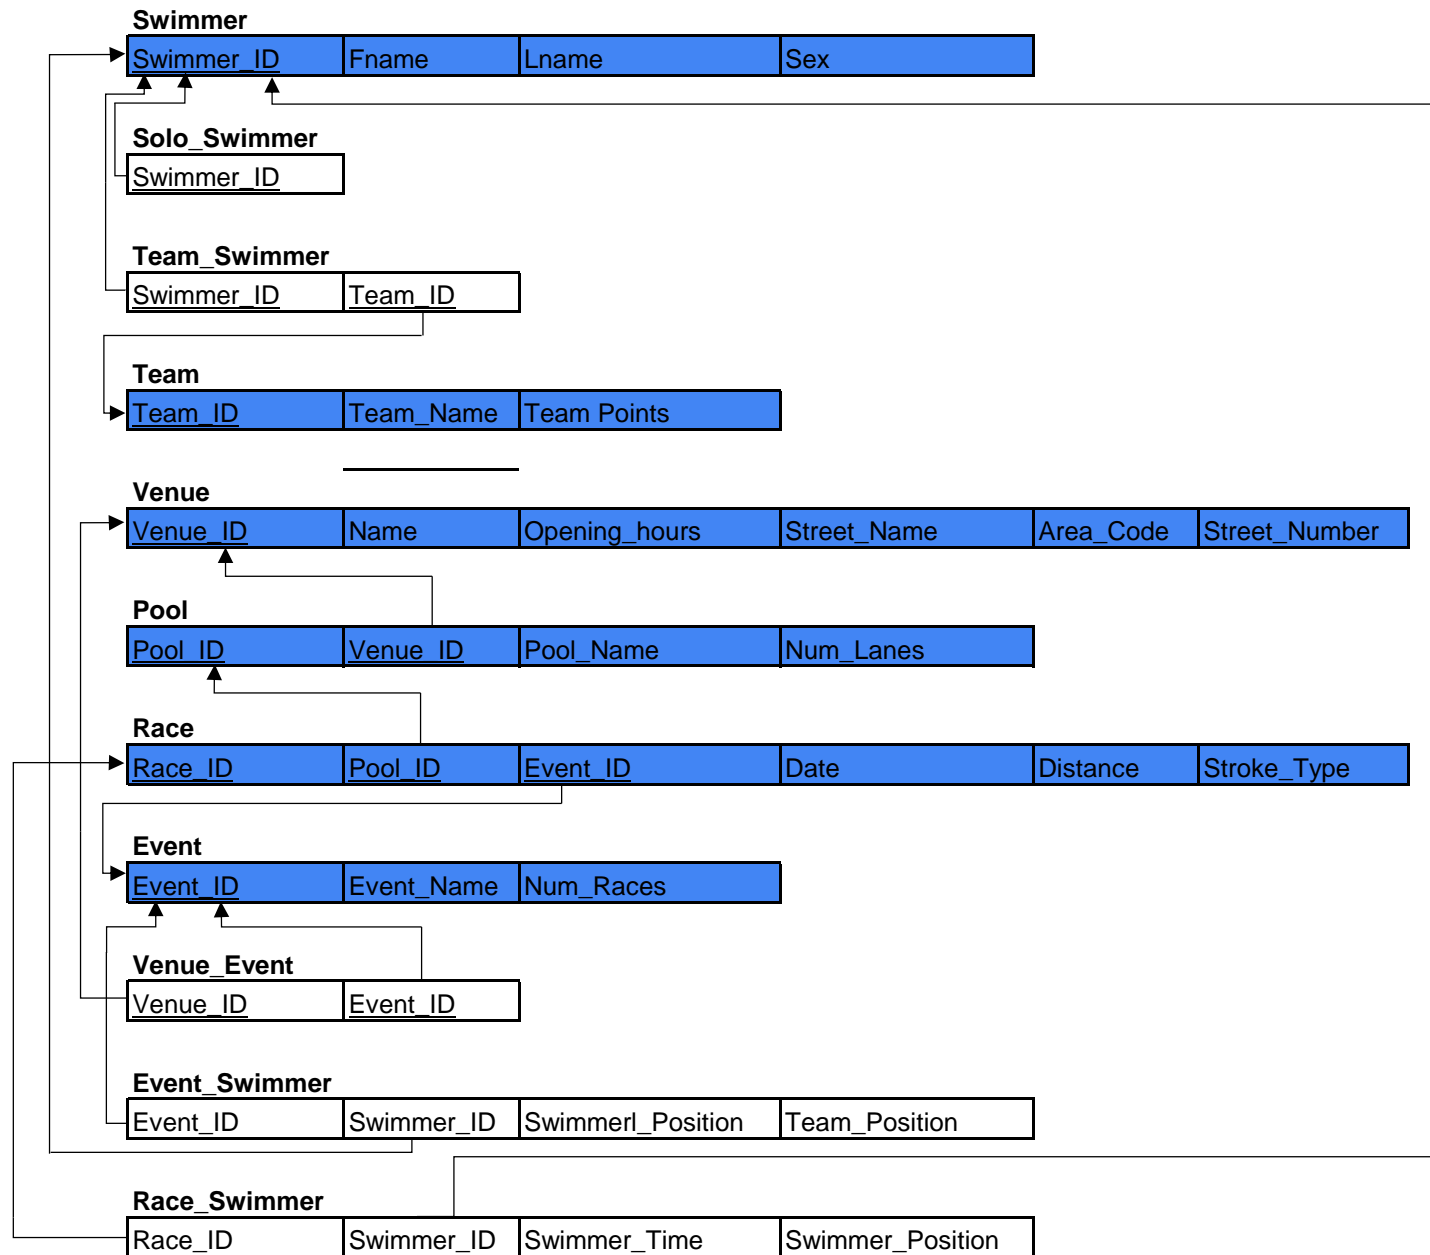 Swimmer
Swimmer_ID Fname Lname Sex
Solo_Swimmer
Swimmer_ID
Team_Swimmer
Swimmer_ID Team_ID
Team
Team_ID Team_Name Team Points
Venue
Venue_ID Name Opening_hours Street_Name Area_Code Street_Number
Pool
Pool_ID Venue_ID Pool_Name Num_Lanes
Race
Race_ID Pool_ID Event_ID Date Distance Stroke_Type
Event
Event_ID Event_Name Num_Races
Venue_Event
Venue_ID Event_ID
Event_Swimmer
Event_ID Swimmer_ID Swimmerl_Position Team_Position
Race_Swimmer
Race_ID Swimmer_ID Swimmer_Time Swimmer_Position